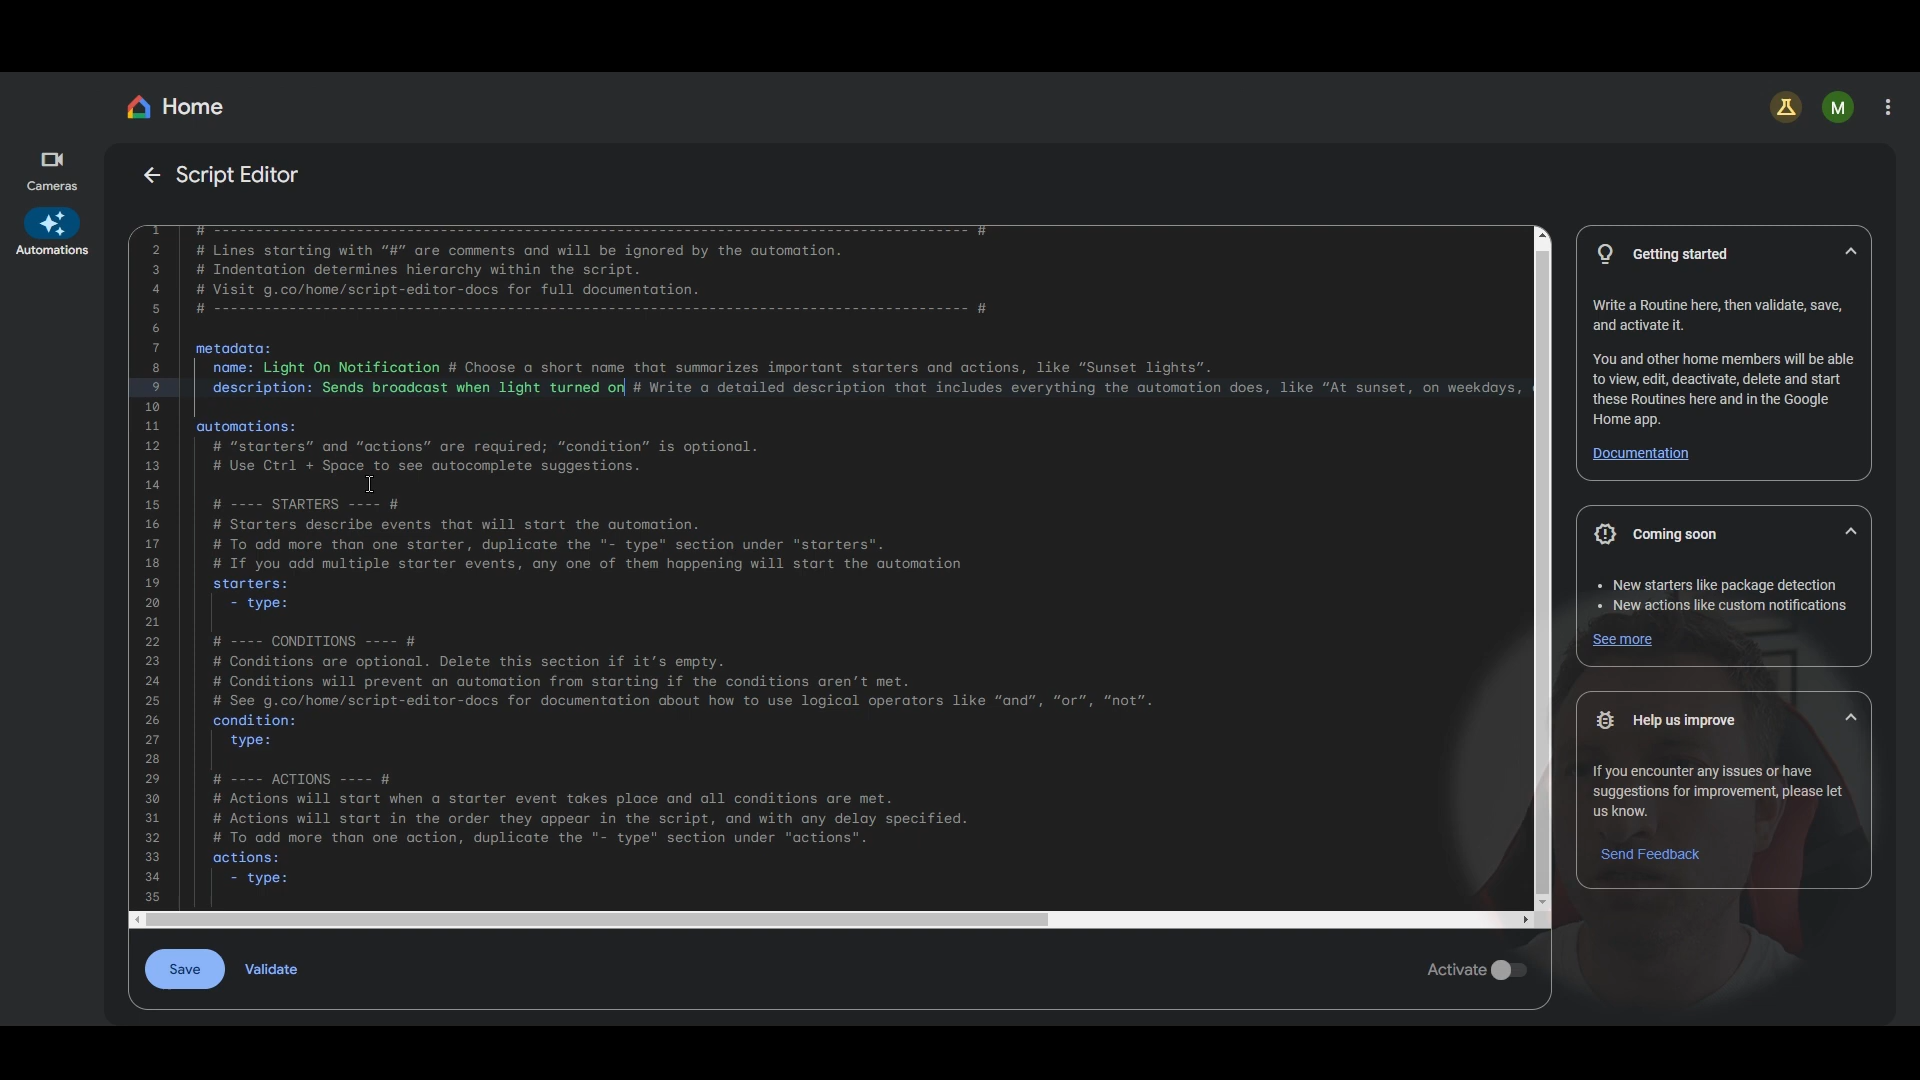 Home
M
Cameras
Automations
Script Editor
1 # ------------------------------------------------------------------------------------------ #
2 # Lines starting with “#” are comments and will be ignored by the automation.
3 # Indentation determines hierarchy within the script.
4 # Visit g.co/home/script-editor-docs for full documentation.
5 # ------------------------------------------------------------------------------------------ #
6
7 metadata:
8 name: Light On Notification # Choose a short name that summarizes important starters and actions, like “Sunset lights”.
9 description: Sends broadcast when light turned on # Write a detailed description that includes everything the automation does, like “At sunset, on weekdays,
10
11 automations:
12 # “starters” and “actions” are required; “condition” is optional.
13 # Use Ctrl + Space to see autocomplete suggestions.
14
15 # ---- STARTERS ---- #
16 # Starters describe events that will start the automation.
17 # To add more than one starter, duplicate the "- type" section under "starters".
18 # If you add multiple starter events, any one of them happening will start the automation
19 starters:
20 - type:
21
22 # ---- CONDITIONS ---- #
23 # Conditions are optional. Delete this section if it’s empty.
24 # Conditions will prevent an automation from starting if the conditions aren’t met.
25 # See g.co/home/script-editor-docs for documentation about how to use logical operators like “and”, “or”, “not”.
26 condition:
27 type:
28
29 # ---- ACTIONS ---- #
30 # Actions will start when a starter event takes place and all conditions are met.
31 # Actions will start in the order they appear in the script, and with any delay specified.
32 # To add more than one action, duplicate the "- type" section under "actions".
33 actions:
34 - type:
35
Save
Validate
Activate
Getting started
Write a Routine here, then validate, save,
and activate it.
You and other home members will be able
to view, edit, deactivate, delete and start
these Routines here and in the Google
Home app.
Documentation
Coming soon
• New starters like package detection
• New actions like custom notifications
See more
Help us improve
If you encounter any issues or have
suggestions for improvement, please let
us know.
Send Feedback